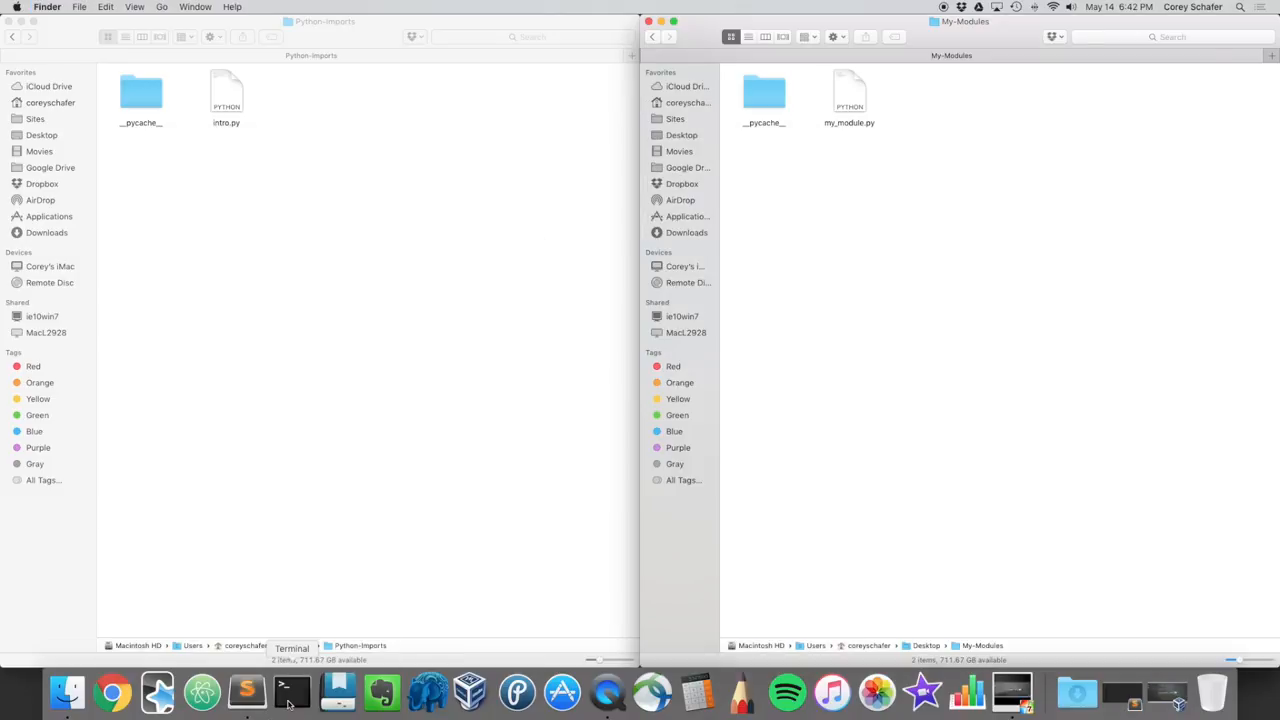 Finder File Edit View Go Window Help
May 14 6:42 PM Corey Schafer
Python-Imports
Search
Python-Imports
Favorites
iCloud Drive
coreyschafer
Sites
Desktop
Movies
Google Drive
Dropbox
AirDrop
Applications
Downloads
Devices
Corey's iMac
Remote Disc
Shared
ie10win7
MacL2928
Tags
Red
Orange
Yellow
Green
Blue
Purple
Gray
All Tags...
__pycache__
PYTHON
intro.py
Macintosh HD Users coreyschafer Python-Imports
2 items, 711.67 GB available
My-Modules
Search
My-Modules
Favorites
iCloud Dri...
coreyscha...
Sites
Desktop
Movies
Google Dr...
Dropbox
AirDrop
Applicatio...
Downloads
Devices
Corey's i...
Remote Di...
Shared
ie10win7
MacL2928
Tags
Red
Orange
Yellow
Green
Blue
Purple
Gray
All Tags...
__pycache__
PYTHON
my_module.py
Macintosh HD Users coreyschafer Desktop My-Modules
2 items, 711.67 GB available
Terminal